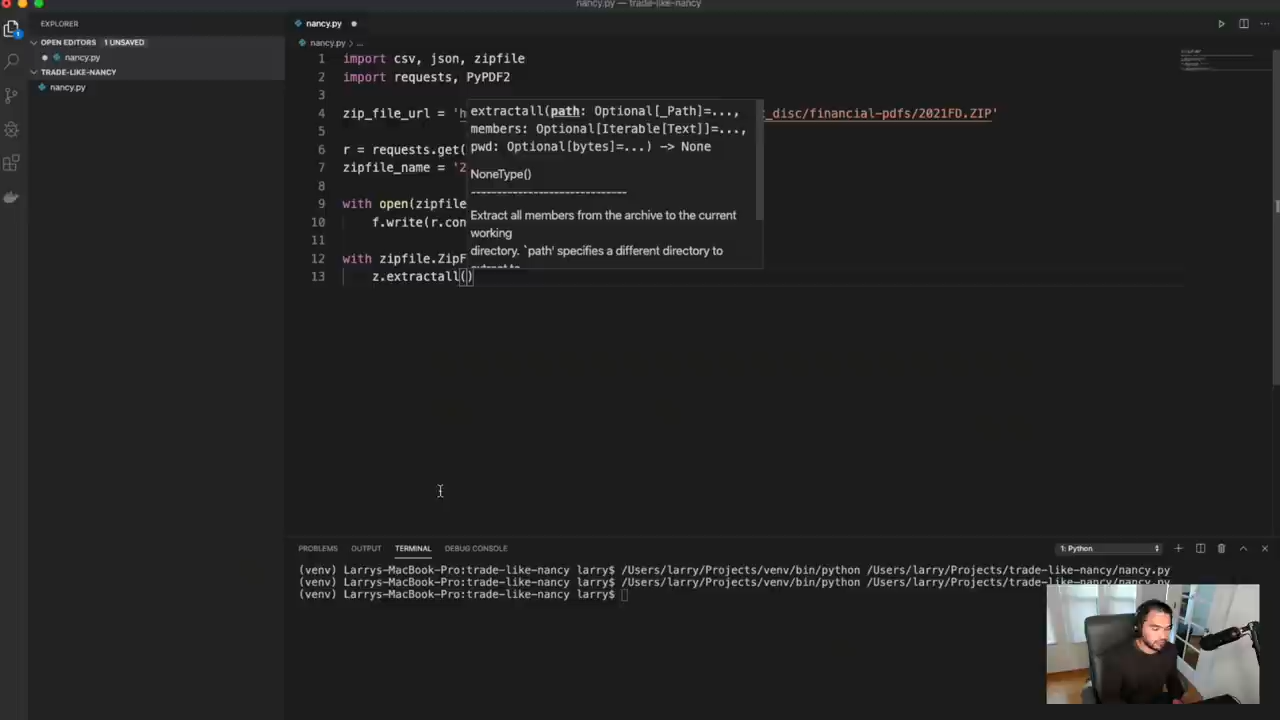 nancy.py — trade-like-nancy
EXPLORER
nancy.py
OPEN EDITORS 1 UNSAVED
nancy.py
TRADE-LIKE-NANCY
nancy.py
1
nancy.py > ...
1 import csv, json, zipfile
2 import requests, PyPDF2
3
4 zip_file_url = 'h _disc/financial-pdfs/2021FD.ZIP'
5
6 r = requests.get(
7 zipfile_name = '2
8
9 with open(zipfile
10 f.write(r.con
11
12 with zipfile.ZipF
13 z.extractall()
extractall(path: Optional[_Path]=...,
members: Optional[Iterable[Text]]=...,
pwd: Optional[bytes]=...) -> None
NoneType()
-----------------------------
Extract all members from the archive to the current
working
directory. `path' specifies a different directory to
extract to
PROBLEMS OUTPUT TERMINAL DEBUG CONSOLE 1: Python
(venv) Larrys-MacBook-Pro:trade-like-nancy larry$ /Users/larry/Projects/venv/bin/python /Users/larry/Projects/trade-like-nancy/nancy.py
(venv) Larrys-MacBook-Pro:trade-like-nancy larry$ /Users/larry/Projects/venv/bin/python /Users/larry/Projects/trade-like-nancy/nancy.py
(venv) Larrys-MacBook-Pro:trade-like-nancy larry$